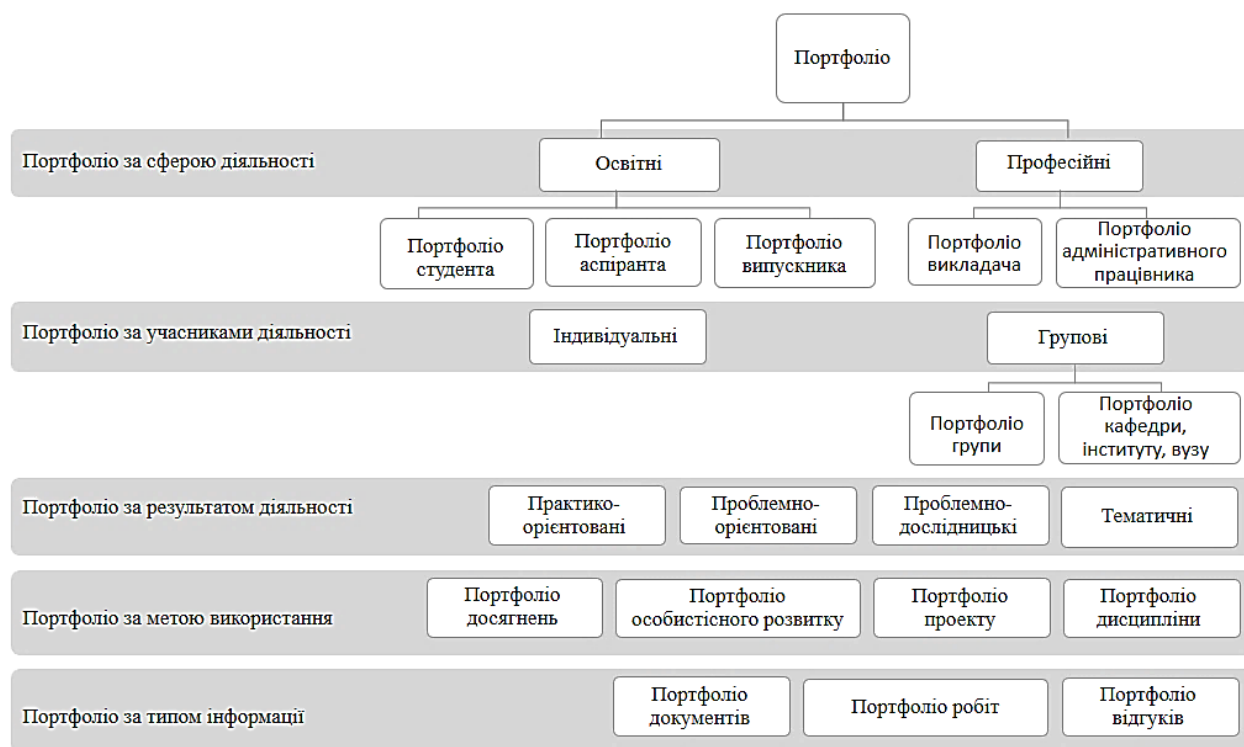 Портфоліо
Портфоліо за сферою діяльності
Освітні
Професійні
Портфоліо
студента
Портфоліо
аспіранта
Портфоліо
випускника
Портфоліо
викладача
Портфоліо
адміністративного
працівника
Портфоліо за учасниками діяльності
Індивідуальні
Групові
Портфоліо
групи
Портфоліо
кафедри,
інституту, вузу
Портфоліо за результатом діяльності
Практико-
орієнтовані
Проблемно-
орієнтовані
Проблемно-
дослідницькі
Тематичні
Портфоліо за метою використання
Портфоліо
досягнень
Портфоліо
особистісного розвитку
Портфоліо
проекту
Портфоліо
дисципліни
Портфоліо за типом інформації
Портфоліо
документів
Портфоліо робіт
Портфоліо
відгуків